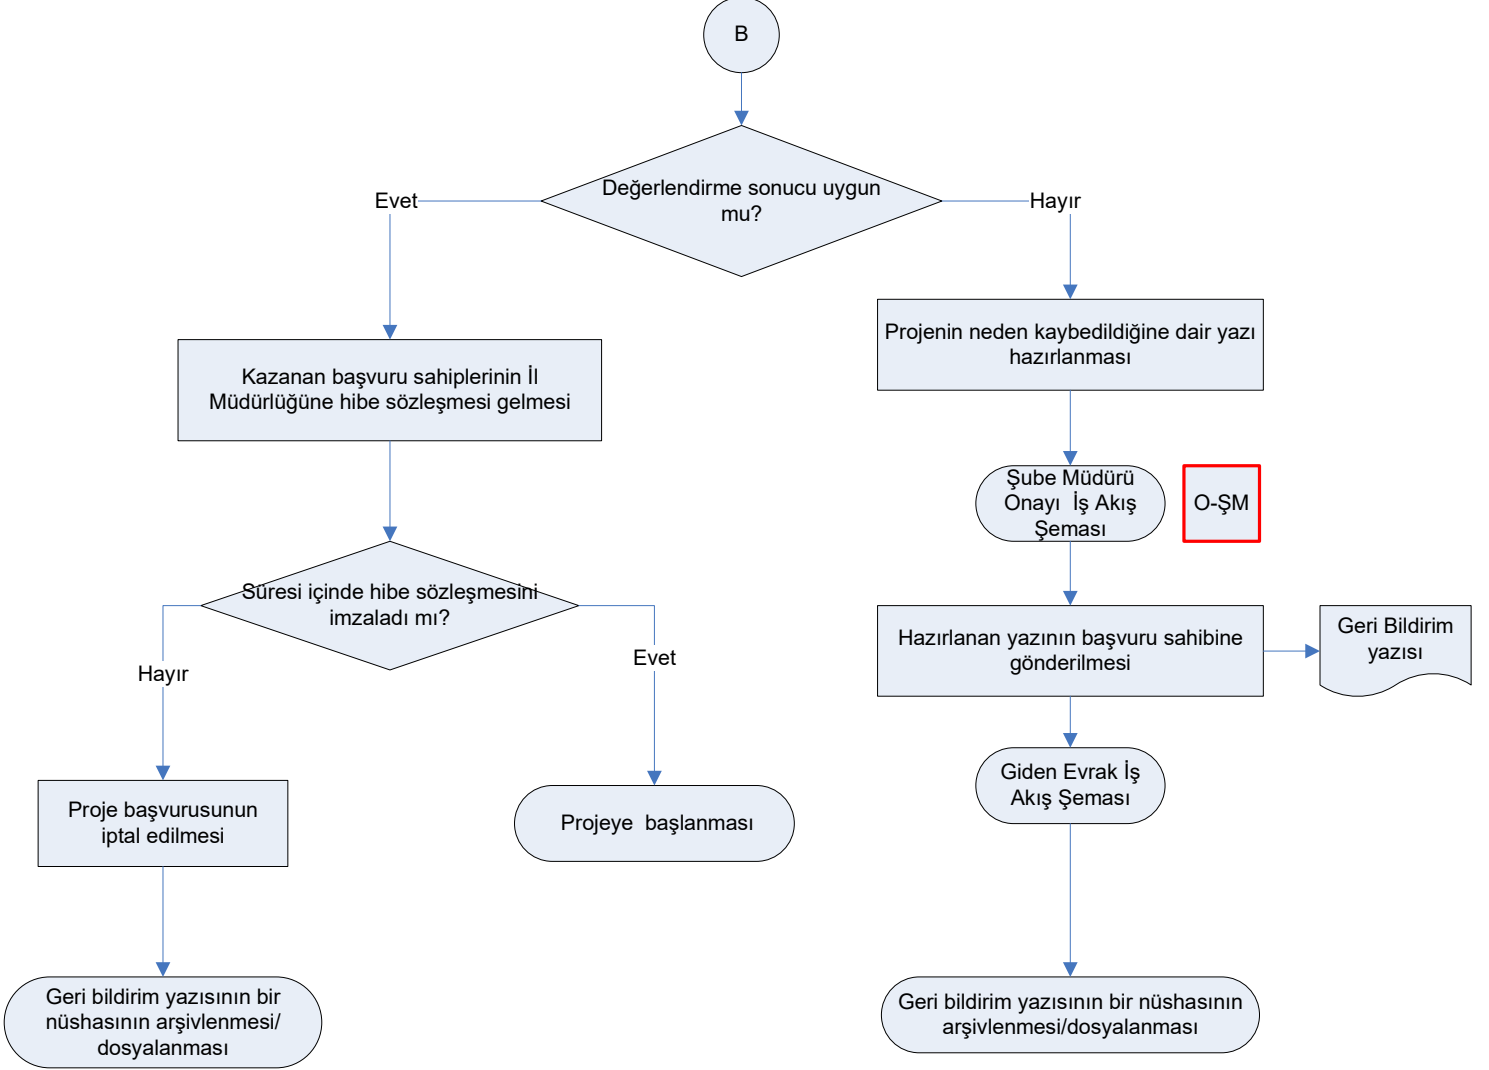 B
Değerlendirme sonucu uygun
mu?
Evet
Hayır
Projenin neden kaybedildiğine dair yazı
hazırlanması
Kazanan başvuru sahiplerinin İl
Müdürlüğüne hibe sözleşmesi gelmesi
Şube Müdürü
Onayı İş Akış
Şeması
O-ŞM
Süresi içinde hibe sözleşmesini
imzaladı mı?
Hayır
Evet
Hazırlanan yazının başvuru sahibine
gönderilmesi
Geri Bildirim
yazısı
Giden Evrak İş
Akış Şeması
Proje başvurusunun
iptal edilmesi
Projeye başlanması
Geri bildirim yazısının bir
nüshasının arşivlenmesi/
dosyalanması
Geri bildirim yazısının bir nüshasının
arşivlenmesi/dosyalanması